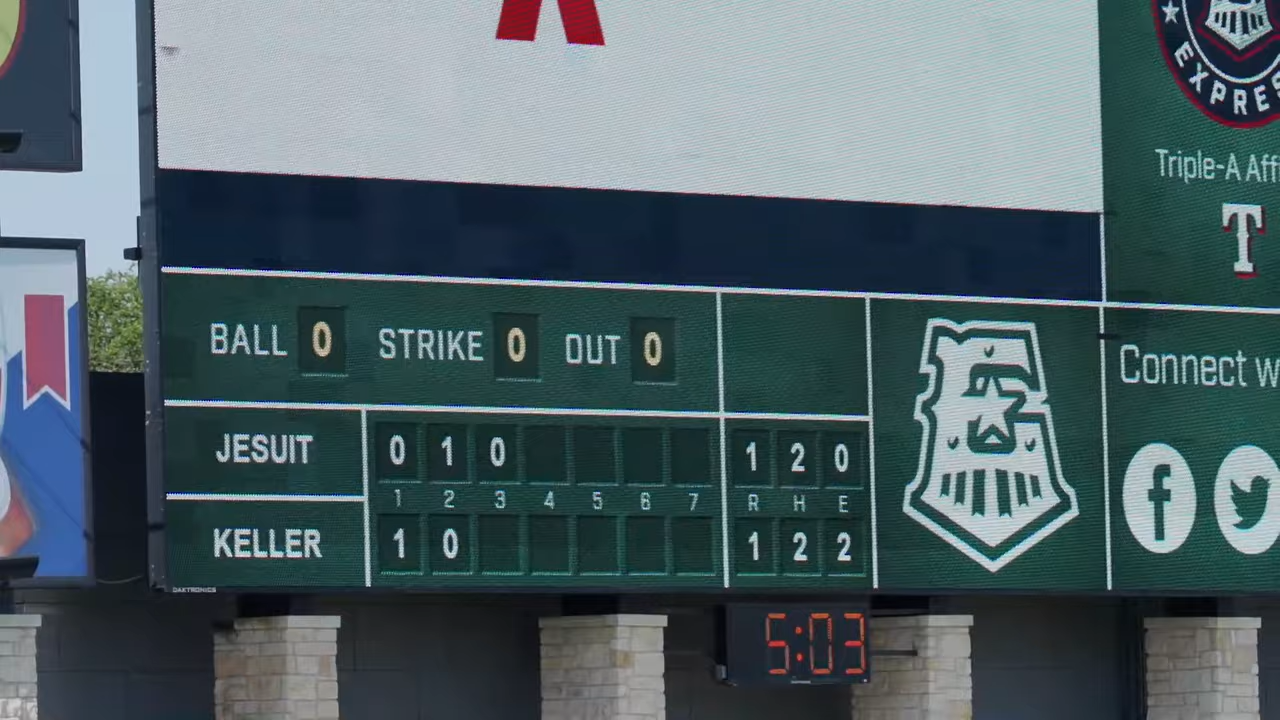 EXPRES
Triple-A Aff
T
BALL 0 STRIKE 0 OUT 0
Connect w
JESUIT 0 1 0 1 2 0
1 2 3 4 5 6 7 R H E
KELLER 1 0 1 2 2
DAKTRONICS
5:03